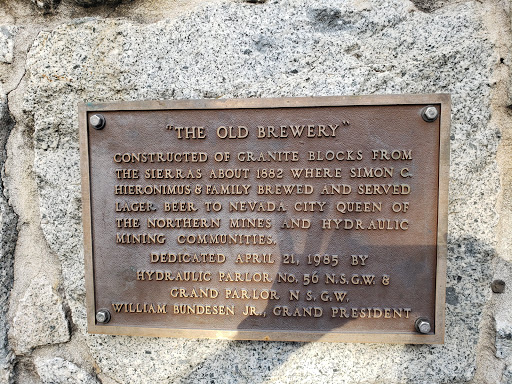 "THE OLD BREWERY"
CONSTRUCTED OF GRANITE BLOCKS FROM
THE SIERRAS ABOUT 1882 WHERE SIMON C.
HIERONIMUS & FAMILY BREWED AND SERVED
LAGER BEER TO NEVADA CITY QUEEN OF
THE NORTHERN MINES AND HYDRAULIC
MINING COMMUNITIES.
DEDICATED APRIL 21, 1985 BY
HYDRAULIC PARLOR No. 56 N.S.G.W. &
GRAND PARLOR N S. G. W.
WILLIAM BUNDESEN JR., GRAND PRESIDENT